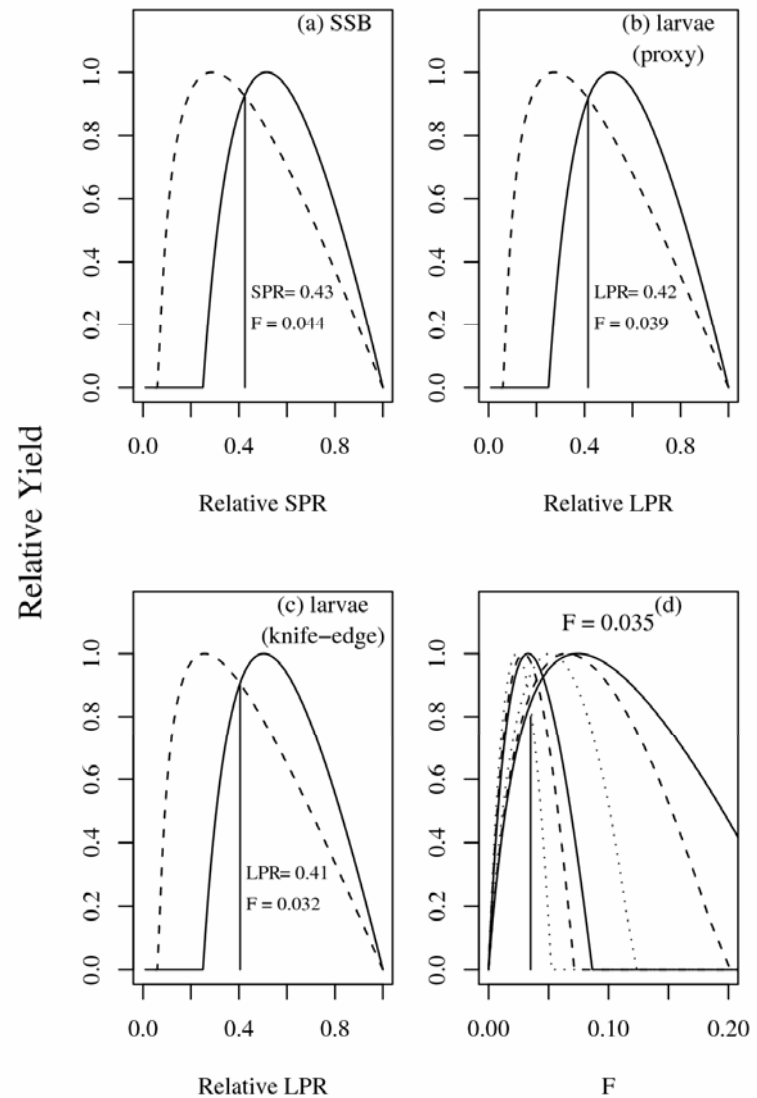 (a) SSB
1.0
0.8
0.6
0.4
0.2
0.0
SPR= 0.43
F = 0.044
0.0 0.4 0.8
Relative SPR
(b) larvae
(proxy)
1.0
0.8
0.6
0.4
0.2
0.0
LPR= 0.42
F = 0.039
0.0 0.4 0.8
Relative LPR
Relative Yield
(c) larvae
(knife−edge)
1.0
0.8
0.6
0.4
0.2
0.0
LPR= 0.41
F = 0.032
0.0 0.4 0.8
Relative LPR
(d)
F = 0.035
1.0
0.8
0.6
0.4
0.2
0.0
0.00 0.10 0.20
F